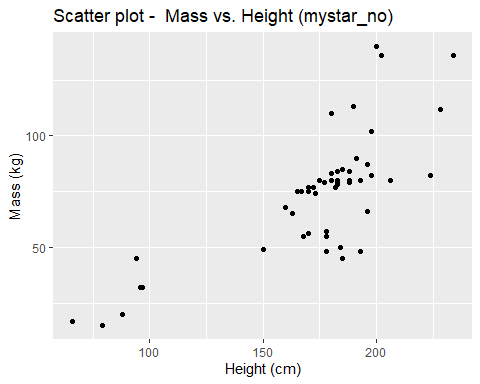 Scatter plot -  Mass vs. Height (mystar_no)
Mass (kg)
100
50
100
150
200
Height (cm)